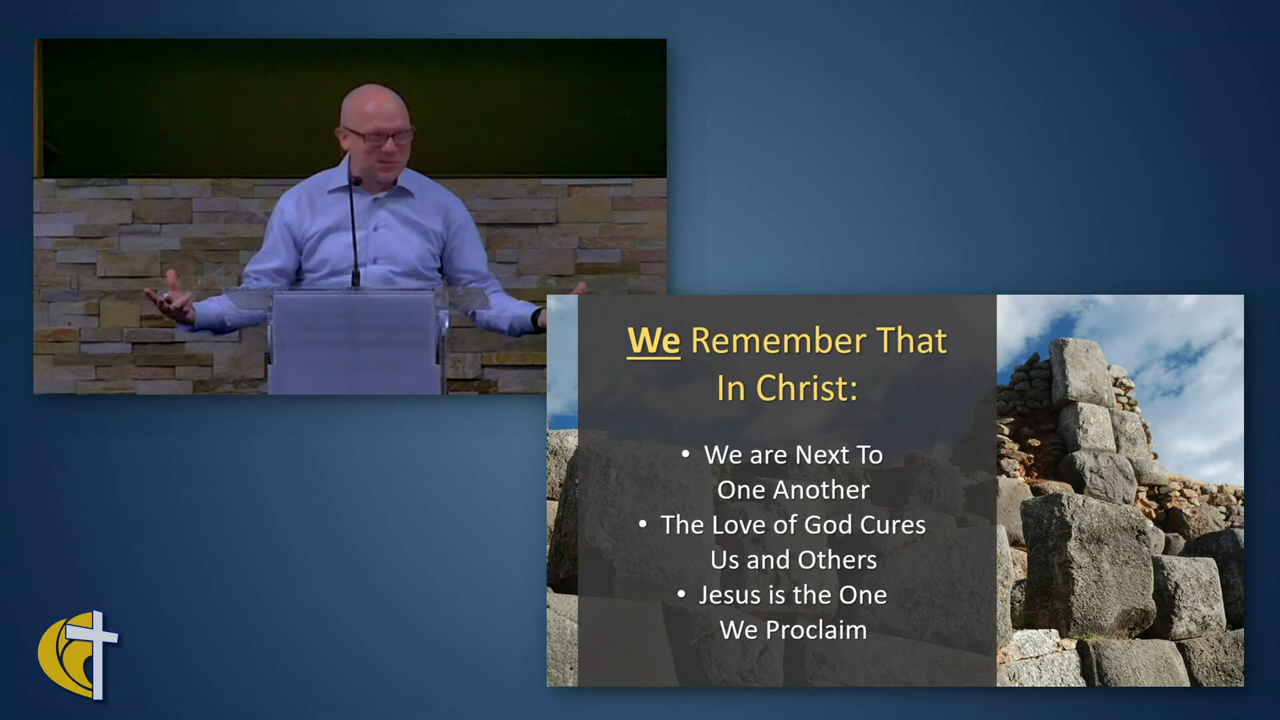 We Remember That
In Christ:
• We are Next To
One Another
• The Love of God Cures
Us and Others
• Jesus is the One
We Proclaim